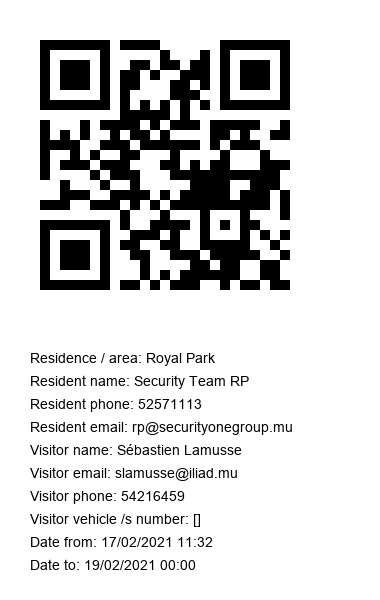 Residence / area: Royal Park
Resident name: Security Team RP
Resident phone: 52571113
Resident email: rp@securityonegroup.mu
Visitor name: Sébastien Lamusse
Visitor email: slamusse@iliad.mu
Visitor phone: 54216459
Visitor vehicle /s number: []
Date from: 17/02/2021 11:32
Date to: 19/02/2021 00:00